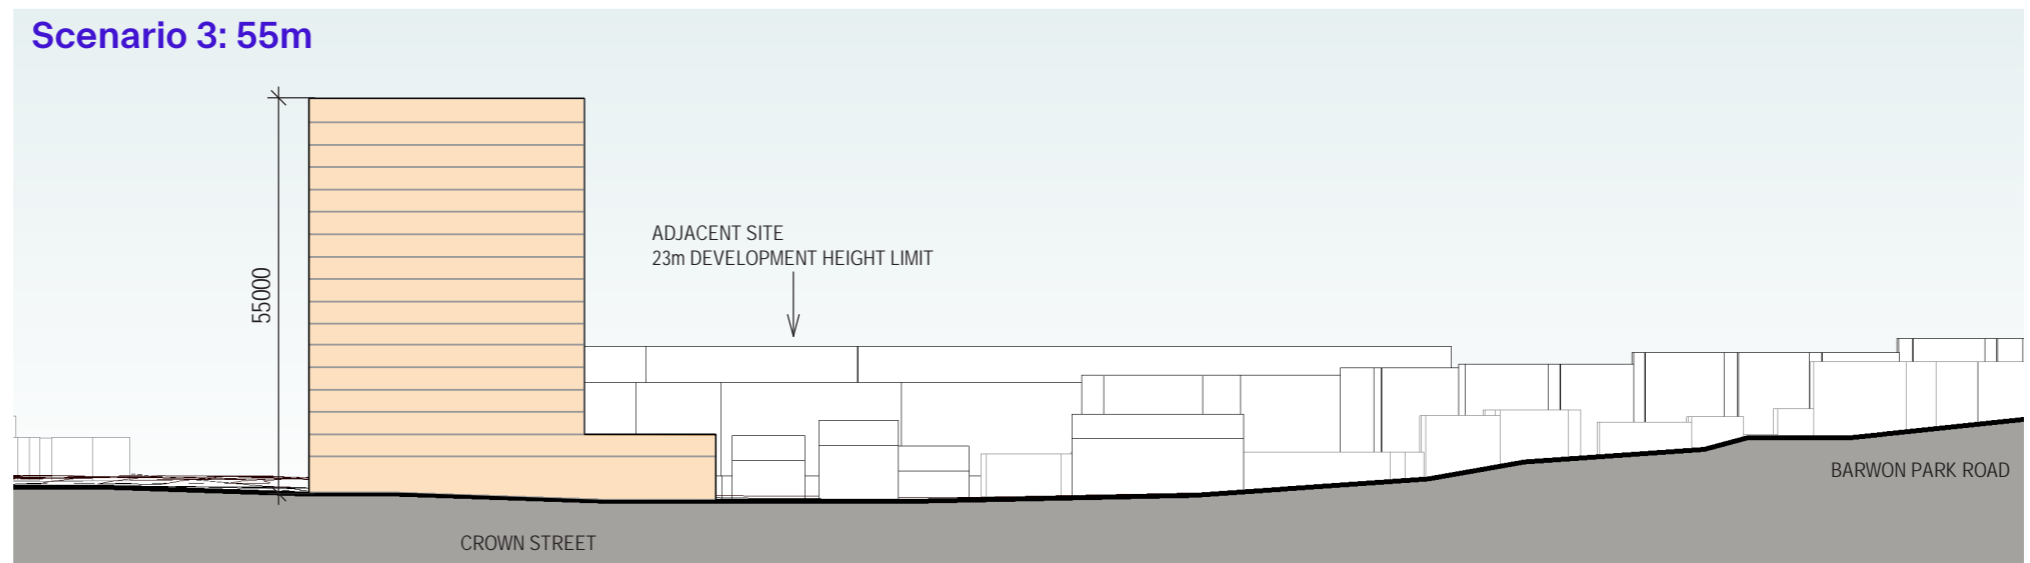 Scenario 3: 55m
ADJACENT SITE
23m DEVELOPMENT HEIGHT LIMIT
55000
BARWON PARK ROAD
CROWN STREET